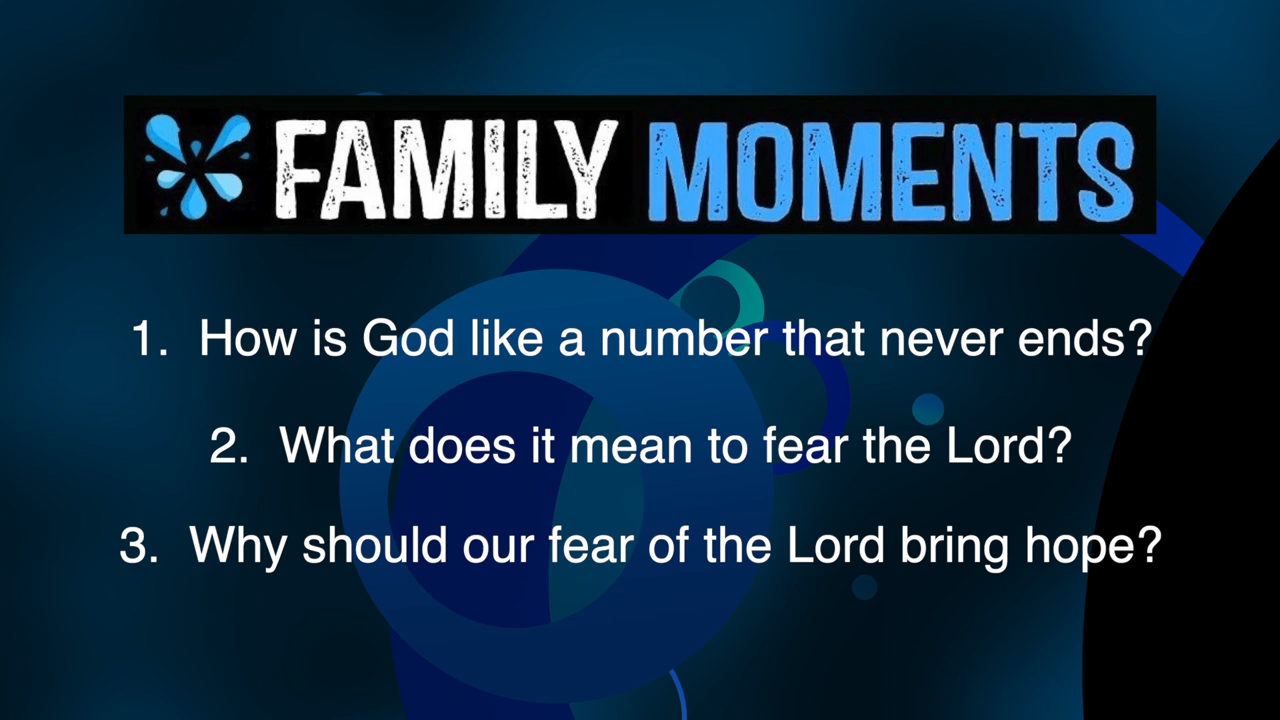 FAMILY MOMENTS
1. How is God like a number that never ends?
2. What does it mean to fear the Lord?
3. Why should our fear of the Lord bring hope?